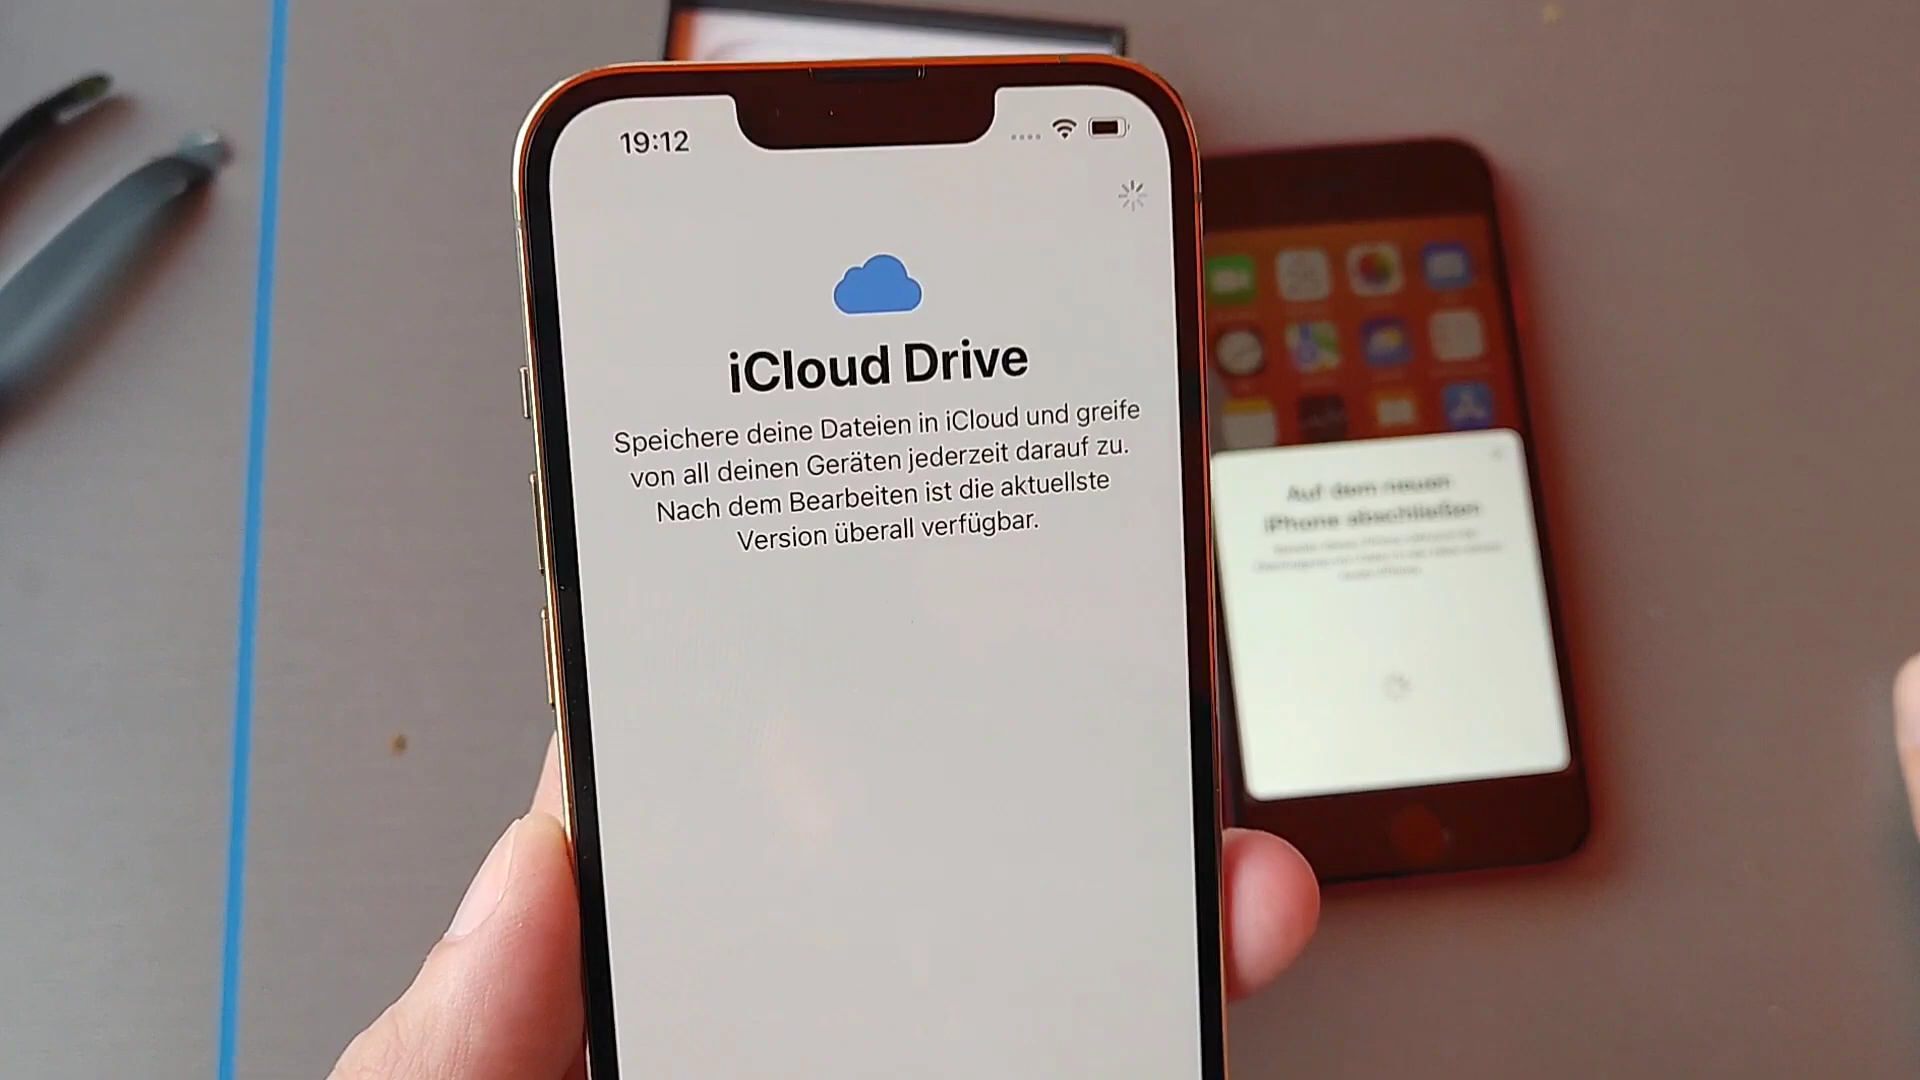 19:12
iCloud Drive
Speichere deine Dateien in iCloud und greife
von all deinen Geräten jederzeit darauf zu.
Nach dem Bearbeiten ist die aktuellste
Version überall verfügbar.
Auf dem neuen
iPhone abschließen